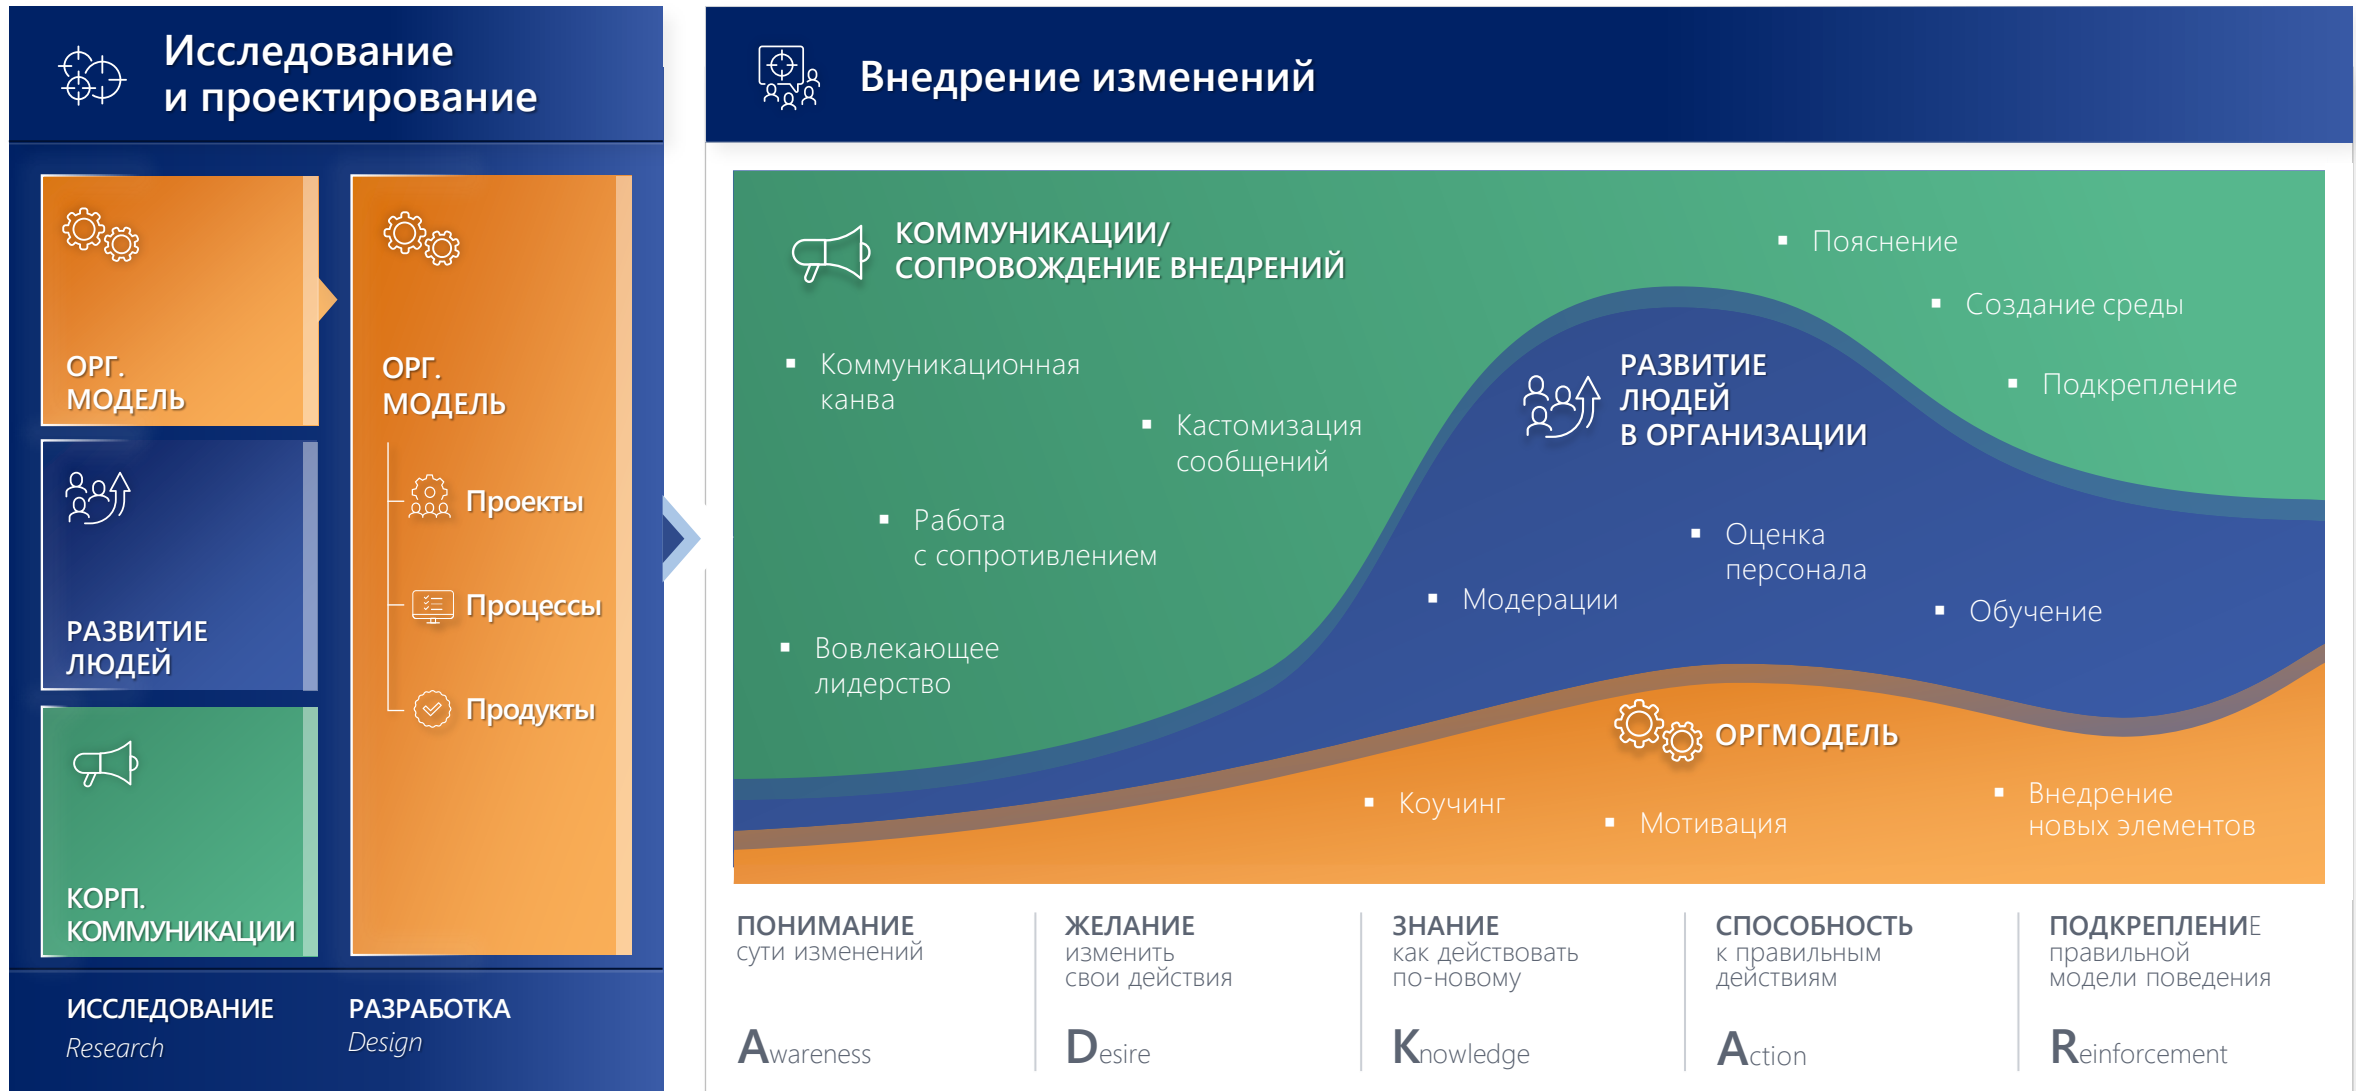 Исследование
и проектирование
ОРГ.
МОДЕЛЬ
РАЗВИТИЕ
ЛЮДЕЙ
КОРП.
КОММУНИКАЦИИ
ОРГ.
МОДЕЛЬ
Проекты
Процессы
Продукты
ИССЛЕДОВАНИЕ
Research
РАЗРАБОТКА
Design
Внедрение изменений
КОММУНИКАЦИИ/
СОПРОВОЖДЕНИЕ ВНЕДРЕНИЙ
▪ Коммуникационная
канва
▪ Кастомизация
сообщений
▪ Работа
с сопротивлением
▪ Вовлекающее
лидерство
▪ Пояснение
▪ Создание среды
▪ Подкрепление
РАЗВИТИЕ
ЛЮДЕЙ
В ОРГАНИЗАЦИИ
▪ Оценка
персонала
▪ Модерации
▪ Обучение
ОРГМОДЕЛЬ
▪ Коучинг
▪ Мотивация
▪ Внедрение
новых элементов
ПОНИМАНИЕ
сути изменений
Awareness
ЖЕЛАНИЕ
изменить
свои действия
Desire
ЗНАНИЕ
как действовать
по-новому
Knowledge
СПОСОБНОСТЬ
к правильным
действиям
Action
ПОДКРЕПЛЕНИЕ
правильной
модели поведения
Reinforcement